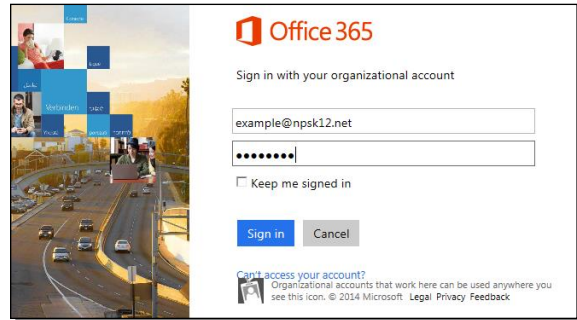 Verbinden
Office 365
Sign in with your organizational account
example@npsk12.net
••••••••
Keep me signed in
Sign in
Cancel
Can't access your account?
Organizational accounts that work here can be used anywhere you
see this icon. © 2014 Microsoft Legal Privacy Feedback